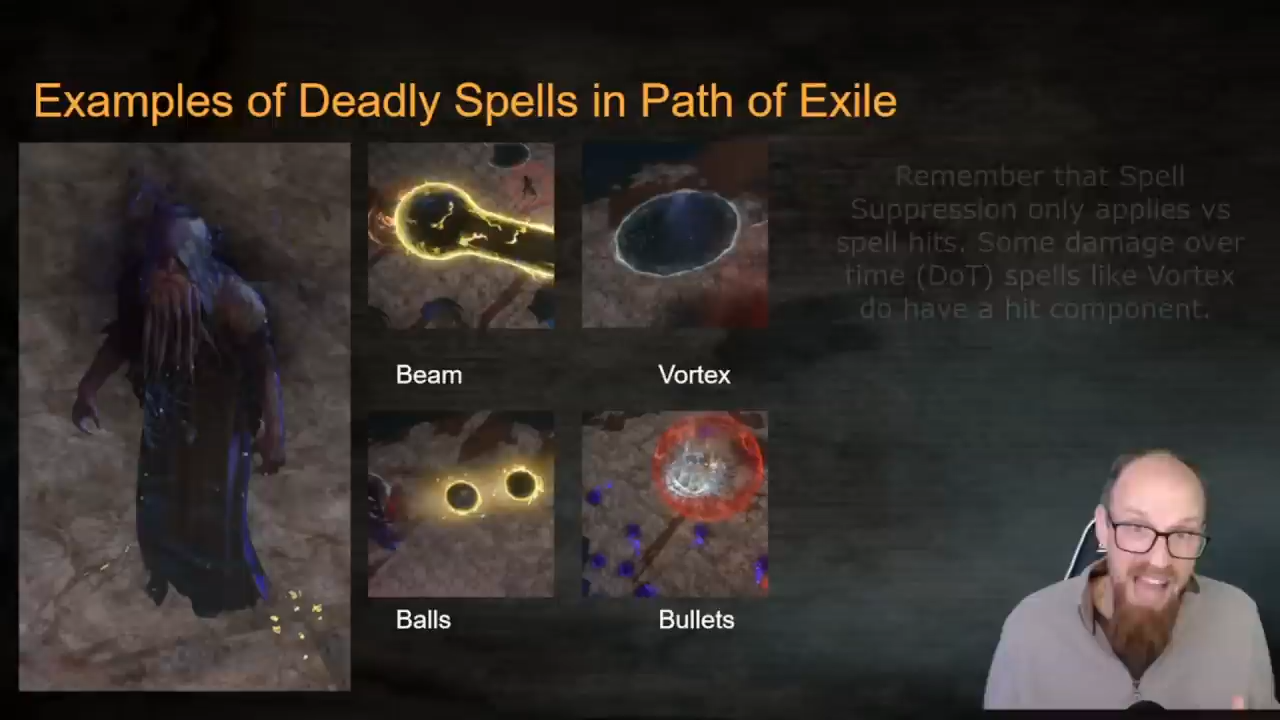 Examples of Deadly Spells in Path of Exile
Remember that Spell
Suppression only applies vs
spell hits. Some damage over
time (DoT) spells like Vortex
do have a hit component.
Beam
Vortex
Balls
Bullets